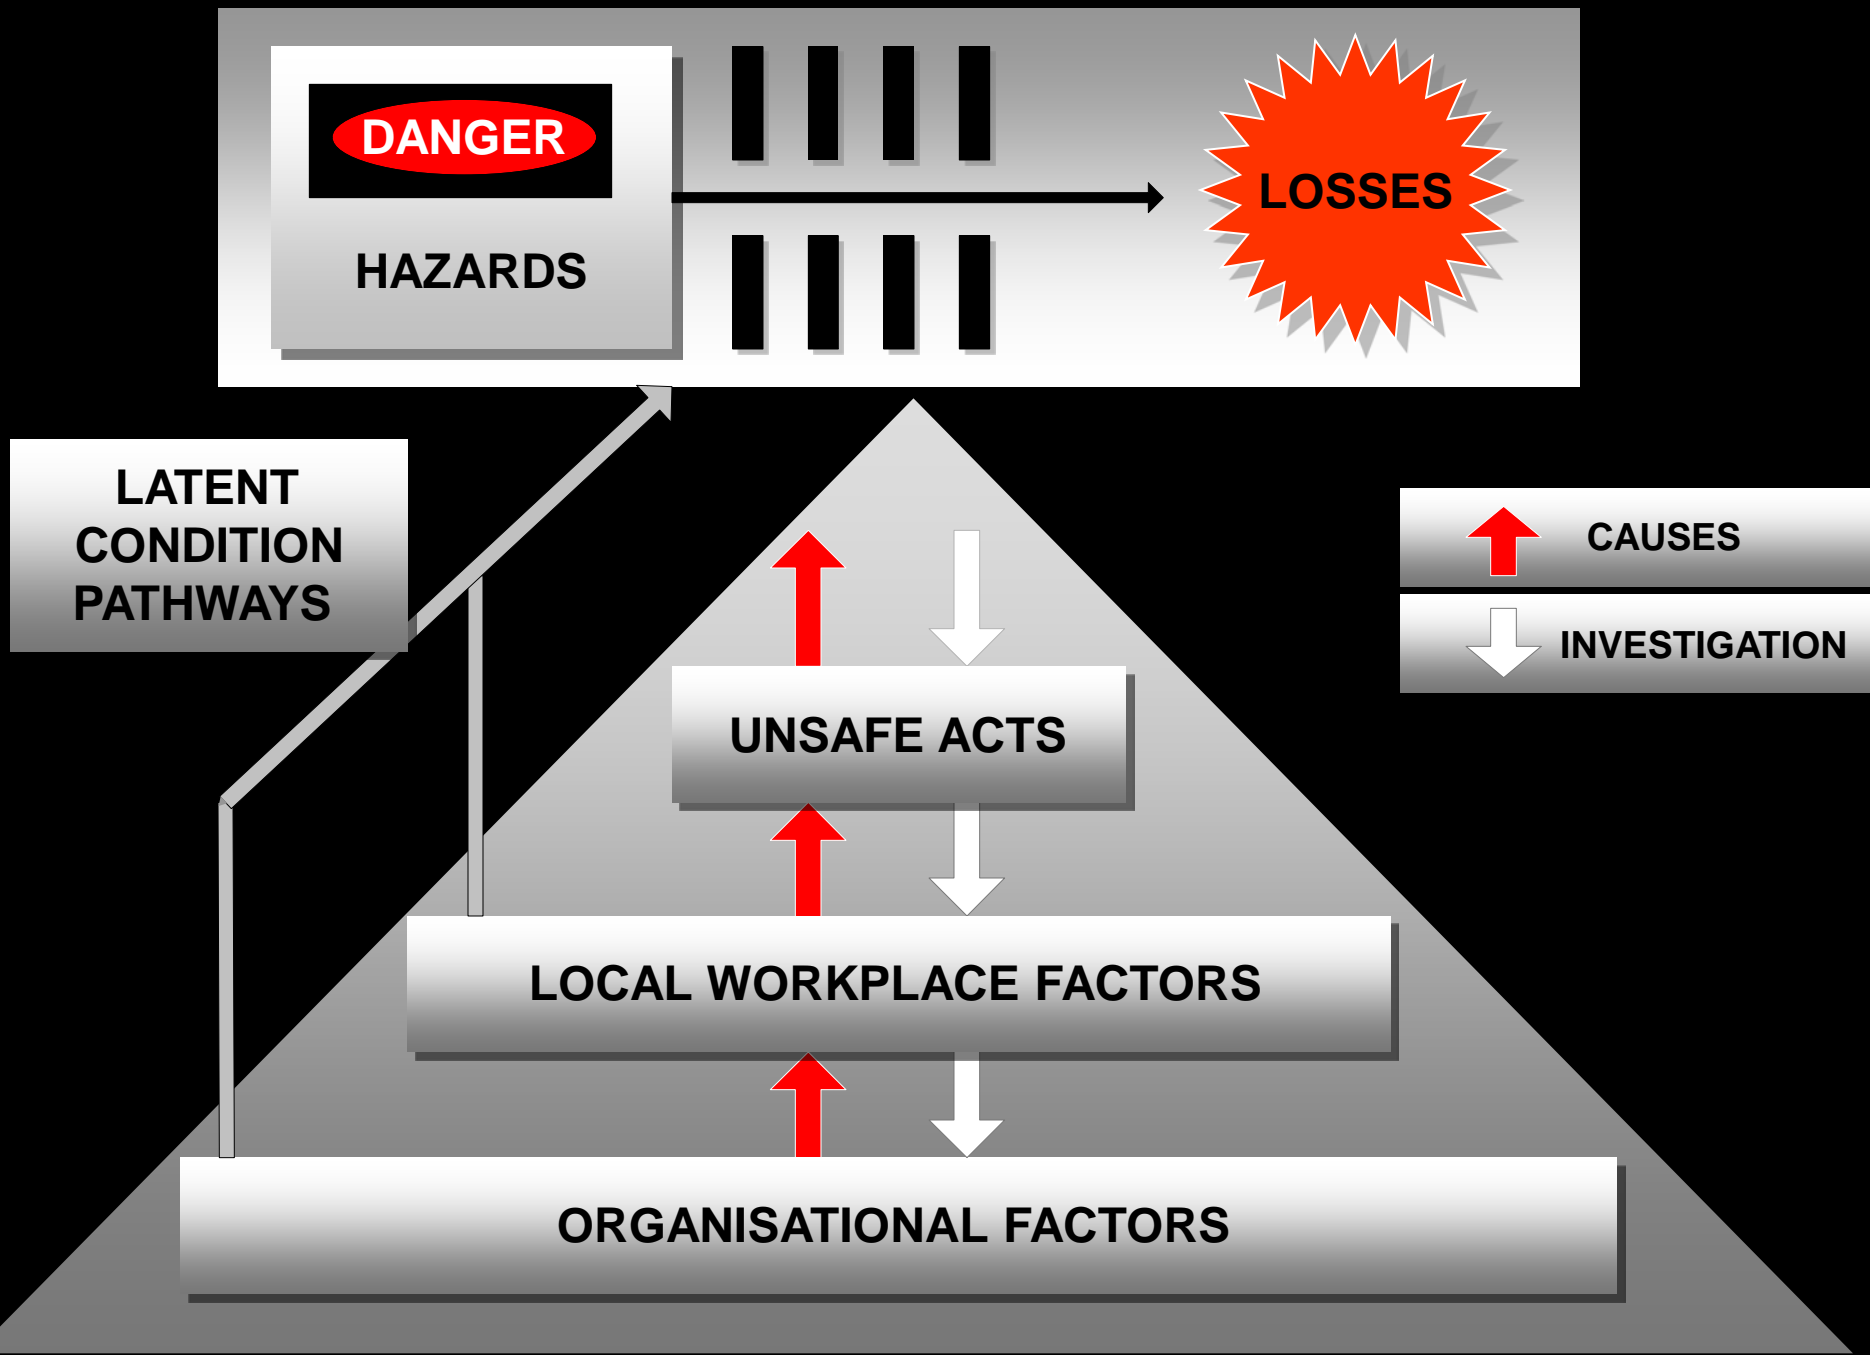 DANGER
HAZARDS
LOSSES
LATENT
CONDITION
PATHWAYS
CAUSES
INVESTIGATION
UNSAFE ACTS
LOCAL WORKPLACE FACTORS
ORGANISATIONAL FACTORS